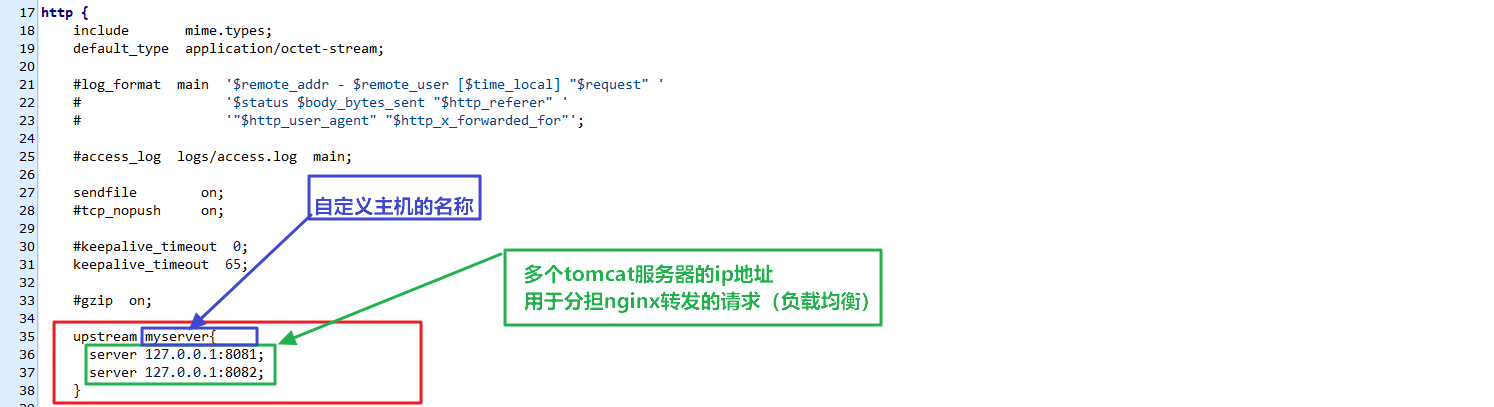 17 http {
18     include       mime.types;
19     default_type  application/octet-stream;
20
21     #log_format  main  '$remote_addr - $remote_user [$time_local] "$request" '
22     #                  '$status $body_bytes_sent "$http_referer" '
23     #                  '"$http_user_agent" "$http_x_forwarded_for"';
24
25     #access_log  logs/access.log  main;
26
27     sendfile        on;
自定义主机的名称
28     #tcp_nopush     on;
29
30     #keepalive_timeout  0;
31     keepalive_timeout  65;
多个tomcat服务器的ip地址
用于分担nginx转发的请求（负载均衡）
32
33     #gzip  on;
34
35     upstream myserver{
36       server 127.0.0.1:8081;
37       server 127.0.0.1:8082;
38     }